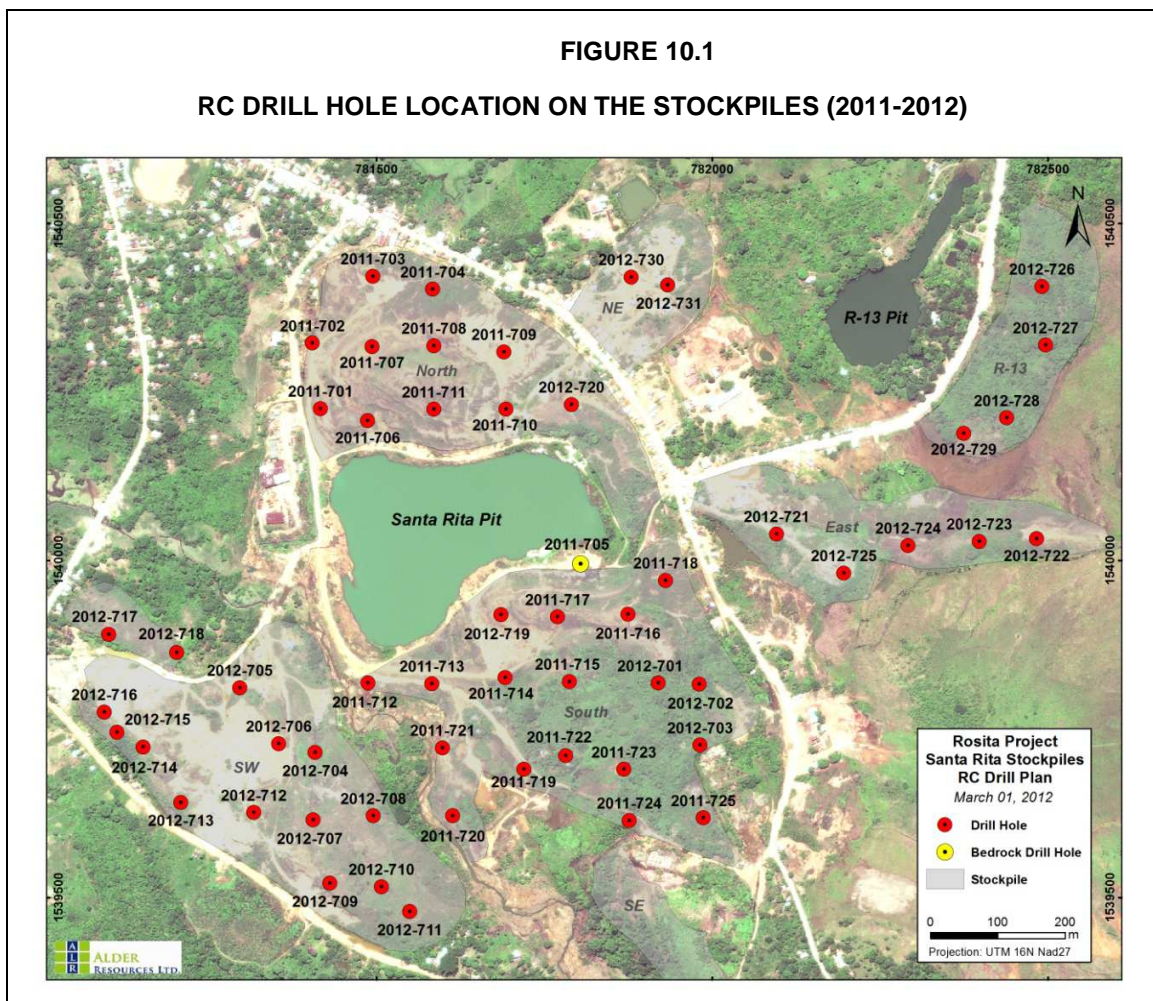 FIGURE 10.1
RC DRILL HOLE LOCATION ON THE STOCKPILES (2011-2012)
781500 782000 782500
1540500
N
2011-703
2011-704
2012-730
NE
2012-731
2012-726
R-13 Pit
2012-727
2011-702
2011-708
2011-709
2011-707
North
R-13
2011-701
2011-711
2012-720
2012-728
2011-706
2011-710
2012-729
Santa Rita Pit
2012-721
East
2012-724
2012-723
2012-722
2012-725
1540000
1540000
2011-705
2011-718
2011-717
2012-719
2011-716
2012-717
2012-718
2012-705
2011-713
2011-715
2012-701
2011-712
2011-714
2012-702
South
2012-716
2012-715
2012-714
2012-706
2012-704
SW
2011-721
2011-722
2011-723
2012-703
2011-719
2012-713
2012-712
2012-707
2012-708
2011-720
2011-724
2011-725
2012-710
2012-709
2012-711
SE
1539500
1539500
1540500
Rosita Project
Santa Rita Stockpiles
RC Drill Plan
March 01, 2012
Drill Hole
Bedrock Drill Hole
Stockpile
0 100 200
m
Projection: UTM 16N Nad27
781500 782000 782500
A L R
ALDER
RESOURCES LTD.